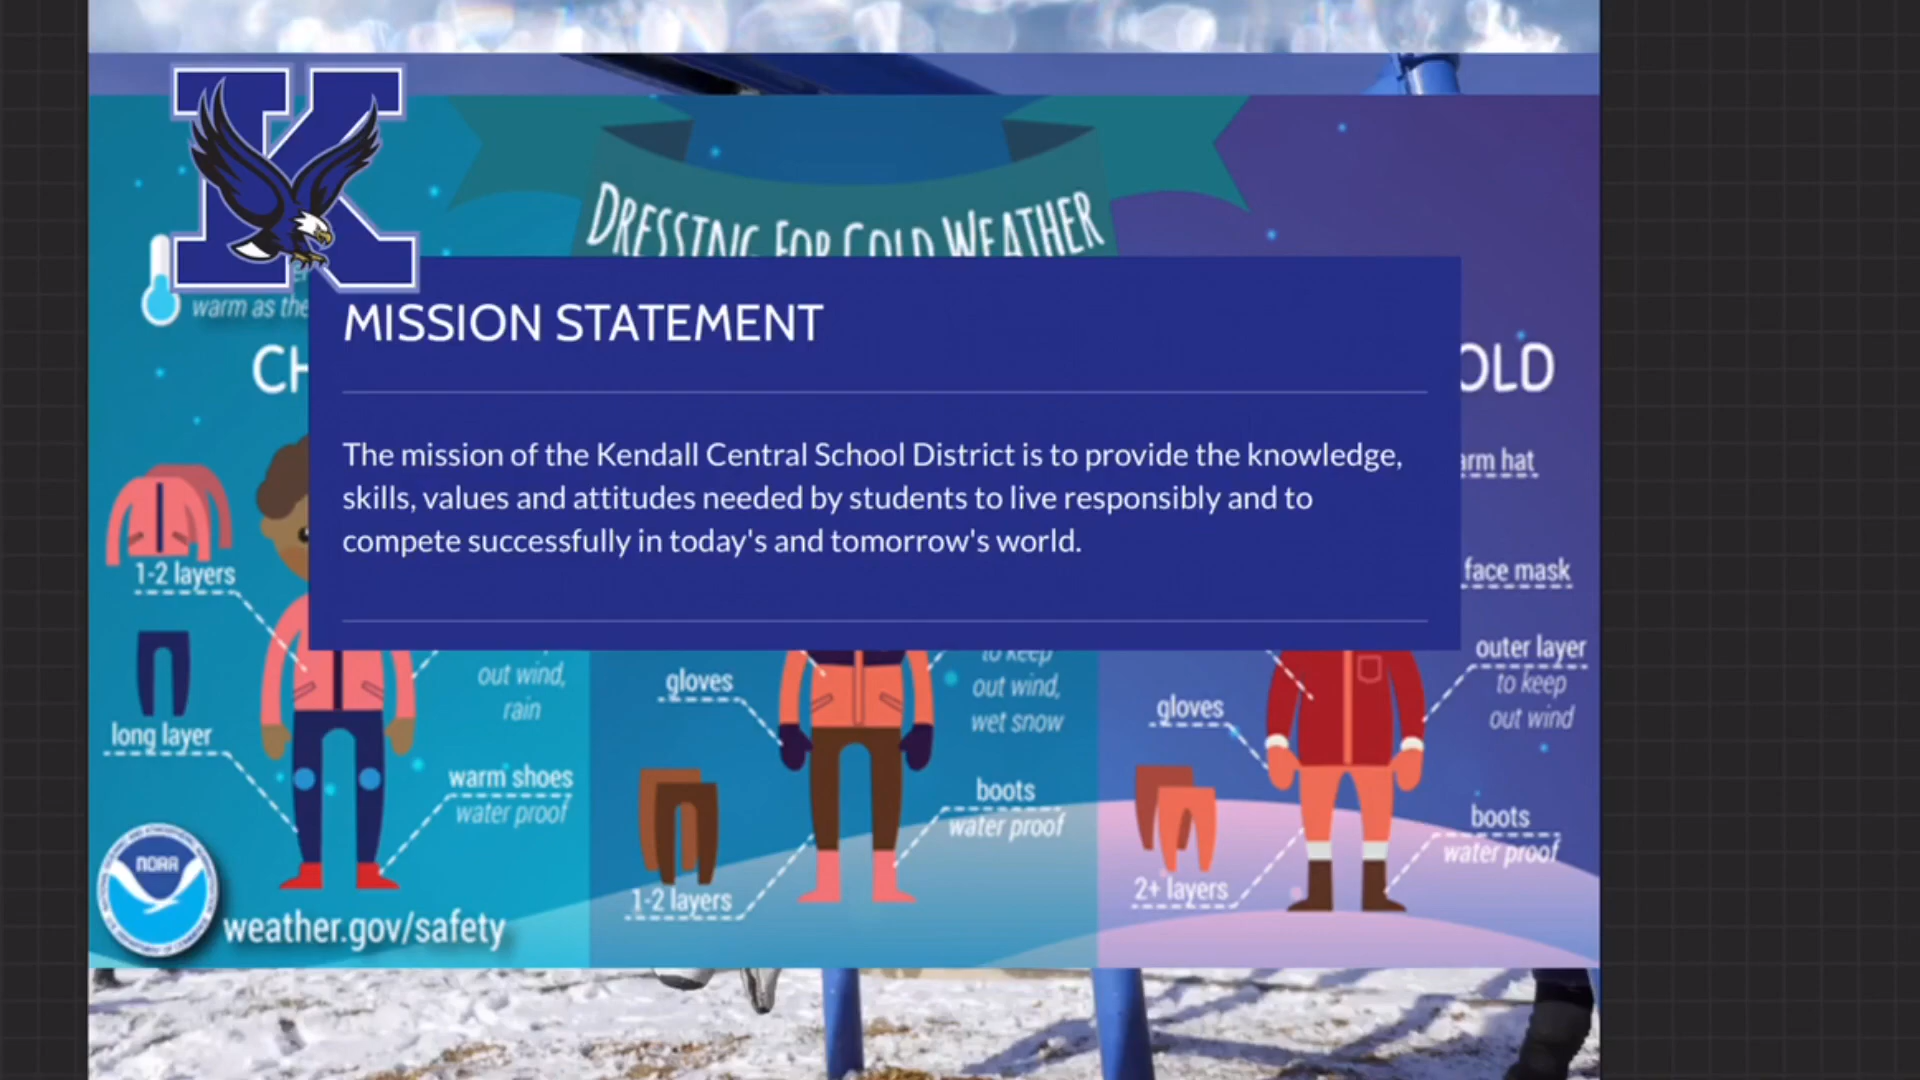 K
DRESSING FOR COLD WEATHER
warm as the
MISSION STATEMENT
The mission of the Kendall Central School District is to provide the knowledge,
skills, values and attitudes needed by students to live responsibly and to
compete successfully in today's and tomorrow's world.
1-2 layers
long layer
out wind,
rain
warm shoes
water proof
gloves
to keep
out wind,
wet snow
boots
water proof
1-2 layers
face mask
outer layer
to keep
out wind
gloves
boots
water proof
2+ layers
NOAA
weather.gov/safety